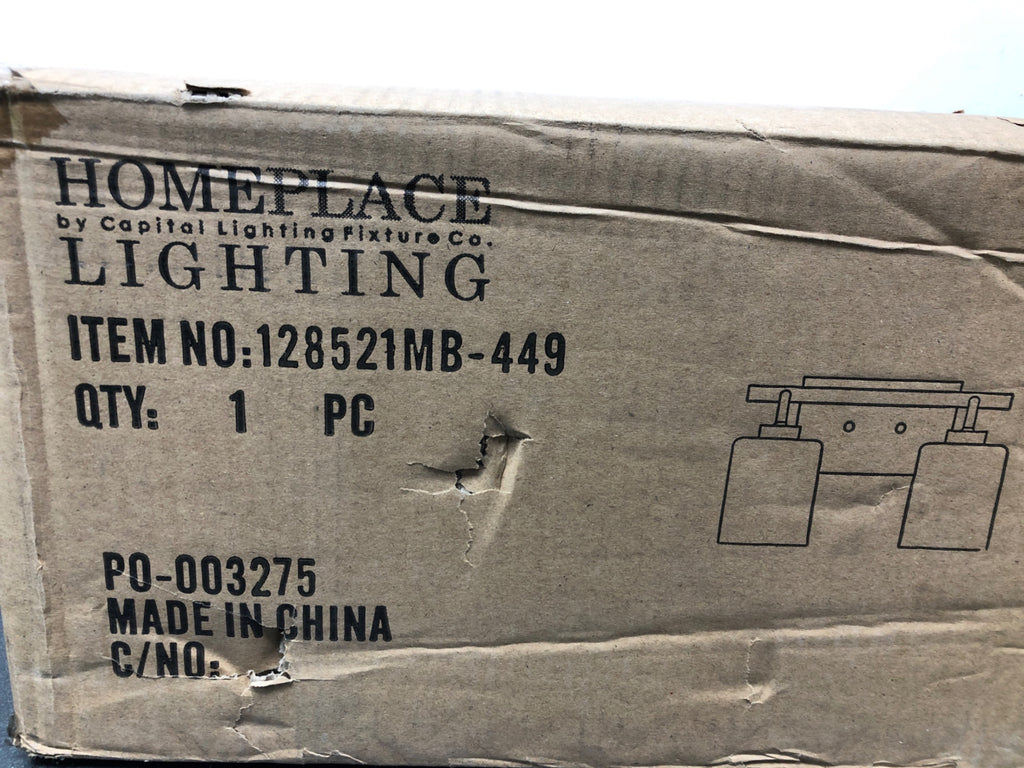 HOMEPLACE
by Capital Lighting Fixture Co.
LIGHTING
ITEM NO:128521MB-449
QTY: 1 PC
PO-003275
MADE IN CHINA
C/NO: